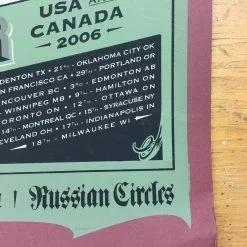 USA AND
CANADA
2006
DENTON TX • 21ST - OKLAHOMA CITY OK
FRANCISCO CA • 29TH - PORTLAND OR
VANCOUVER BC • 3RD - EDMONTON AB
WINNIPEG MB • 9TH - HAMILTON ON
TORONTO ON • 12TH - OTTAWA ON
14TH - MONTREAL QC • 15TH - SYRACUSE NY
CLEVELAND OH • 17TH - INDIANAPOLIS IN
18TH - MILWAUKEE WI
Russian Circles